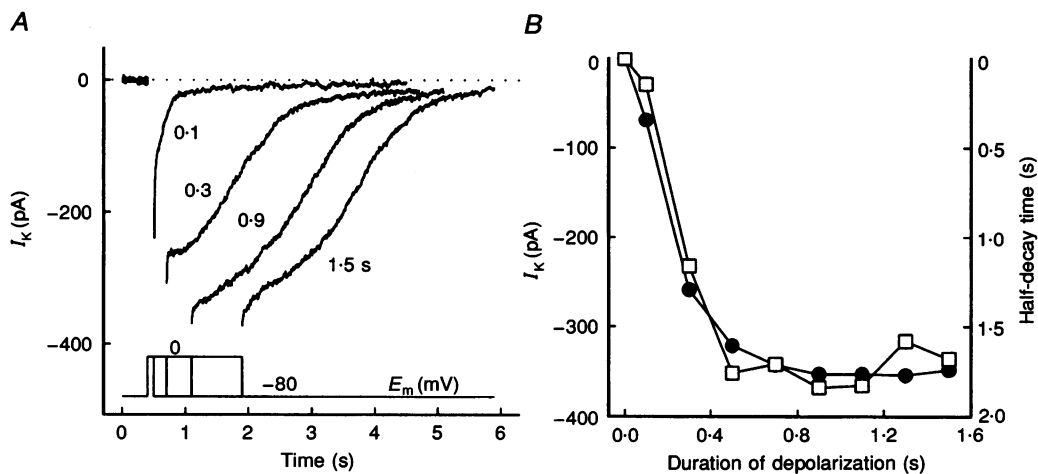 A
0
−100
−200
−300
−400
I_K (pA)
0·1
0·3
0·9
1·5 s
0
−80
E_m (mV)
0 1 2 3 4 5 6
Time (s)
B
0
−100
−200
−300
−400
I_K (pA)
0
0·5
1·0
1·5
2·0
Half-decay time (s)
0·0 0·4 0·8 1·2 1·6
Duration of depolarization (s)